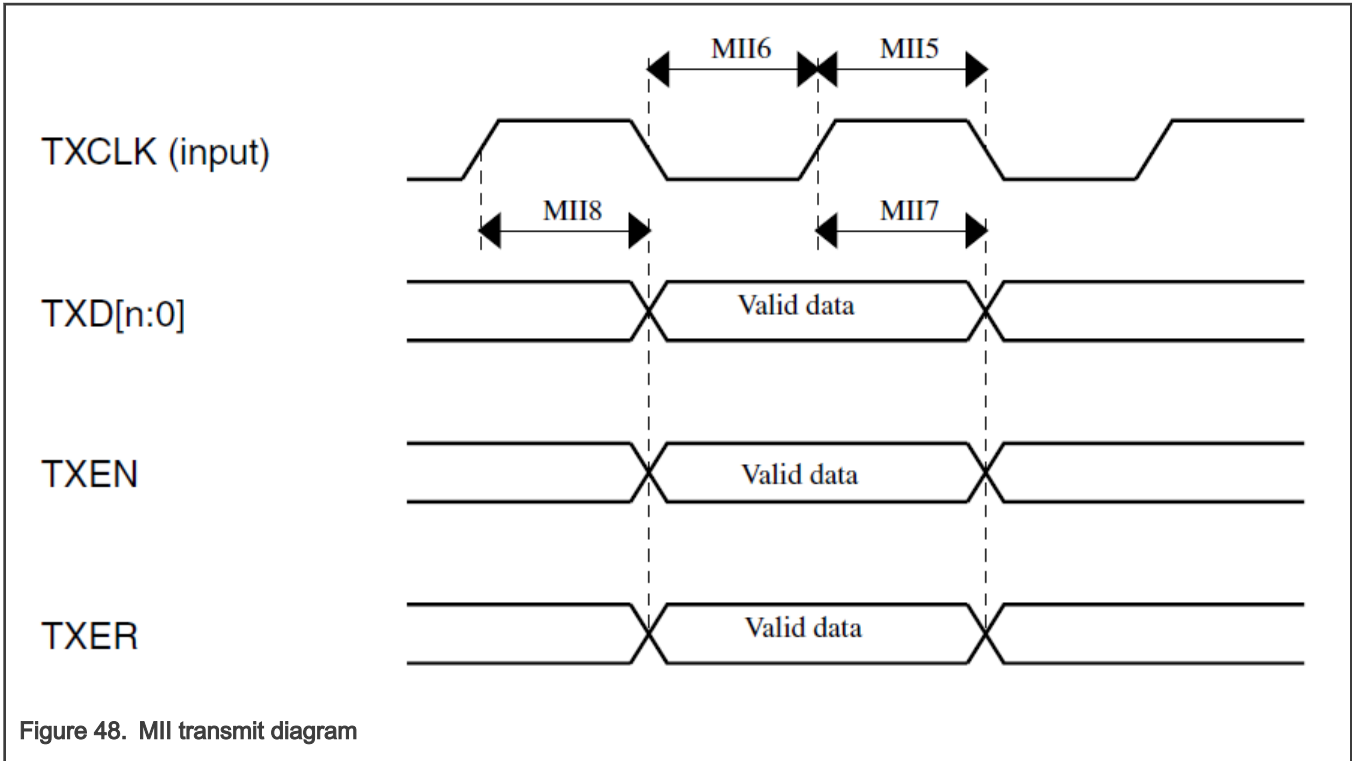 MII6 MII5
TXCLK (input)
MII8 MII7
TXD[n:0] Valid data
TXEN Valid data
TXER Valid data
Figure 48. MII transmit diagram